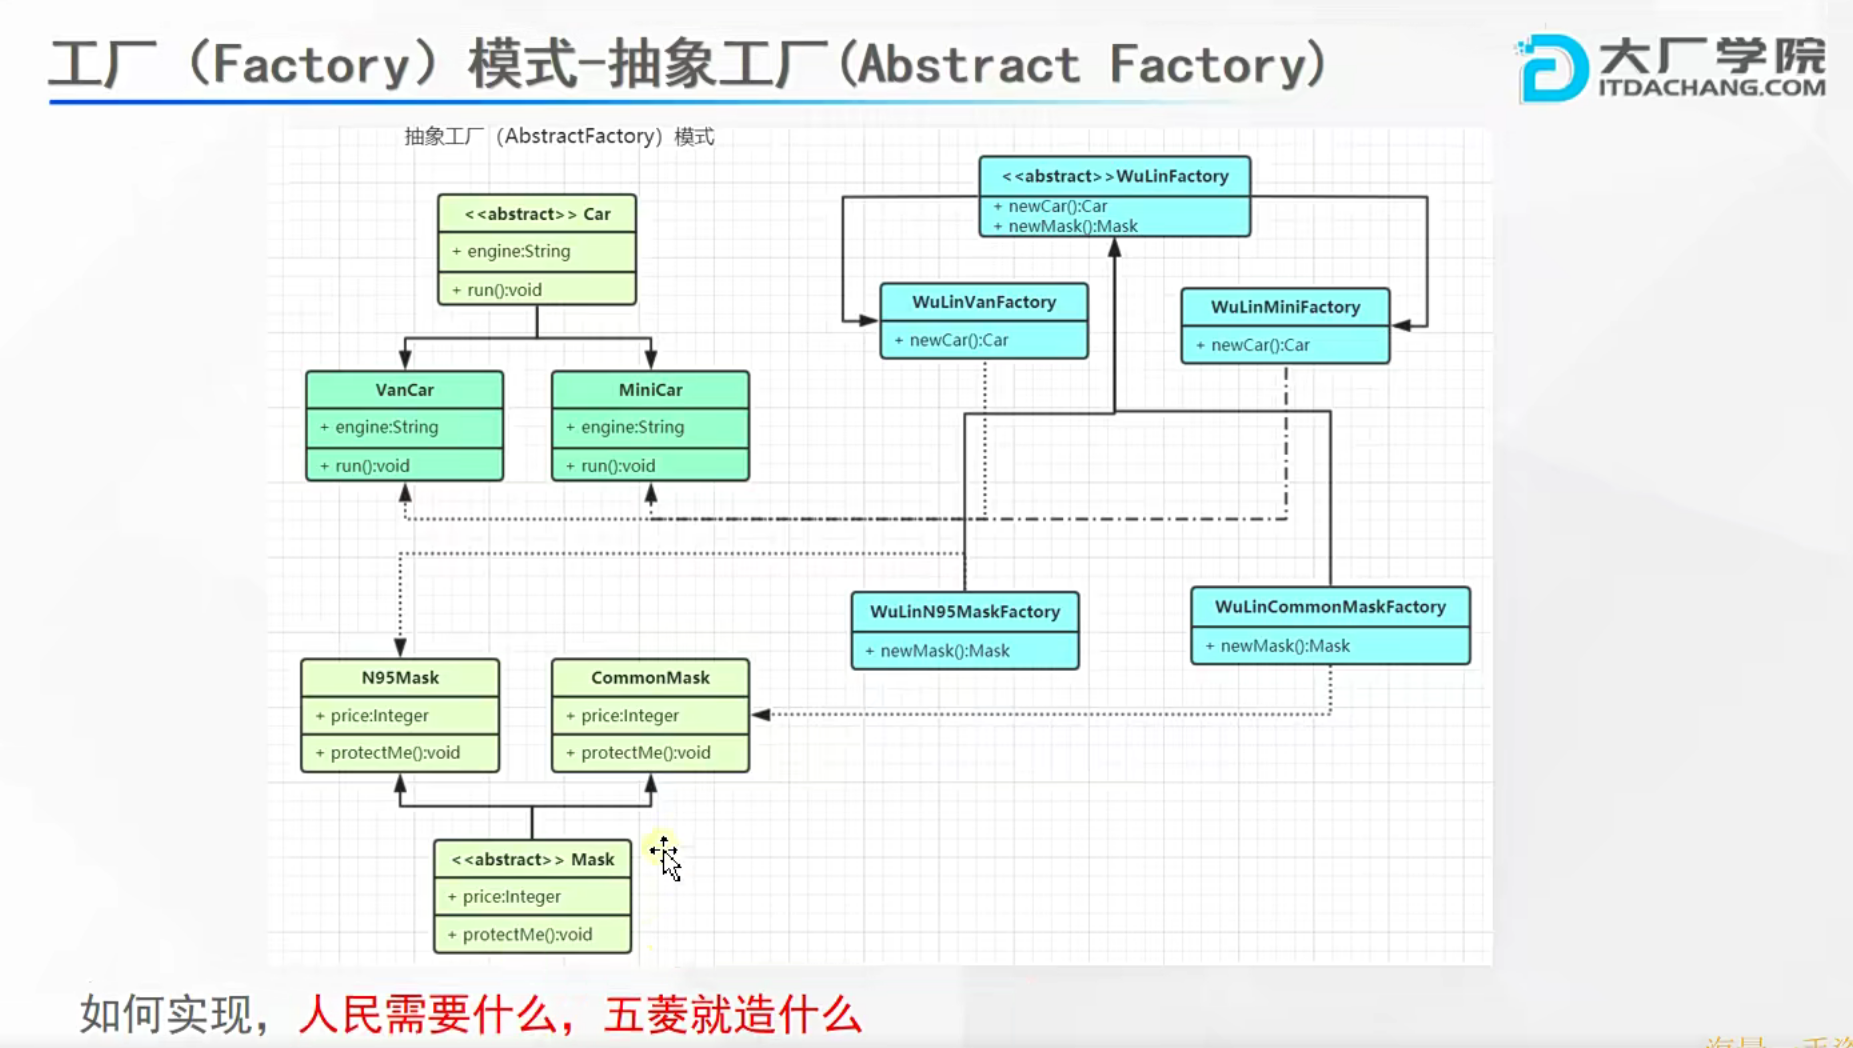 工厂（Factory）模式-抽象工厂(Abstract Factory)
大厂学院
ITDACHANG.COM
抽象工厂（AbstractFactory）模式
<<abstract>> Car
+ engine:String
+ run():void
VanCar
+ engine:String
+ run():void
MiniCar
+ engine:String
+ run():void
<<abstract>>WuLinFactory
+ newCar():Car
+ newMask():Mask
WuLinVanFactory
+ newCar():Car
WuLinMiniFactory
+ newCar():Car
WuLinN95MaskFactory
+ newMask():Mask
WuLinCommonMaskFactory
+ newMask():Mask
N95Mask
+ price:Integer
+ protectMe():void
CommonMask
+ price:Integer
+ protectMe():void
<<abstract>> Mask
+ price:Integer
+ protectMe():void
如何实现，人民需要什么，五菱就造什么